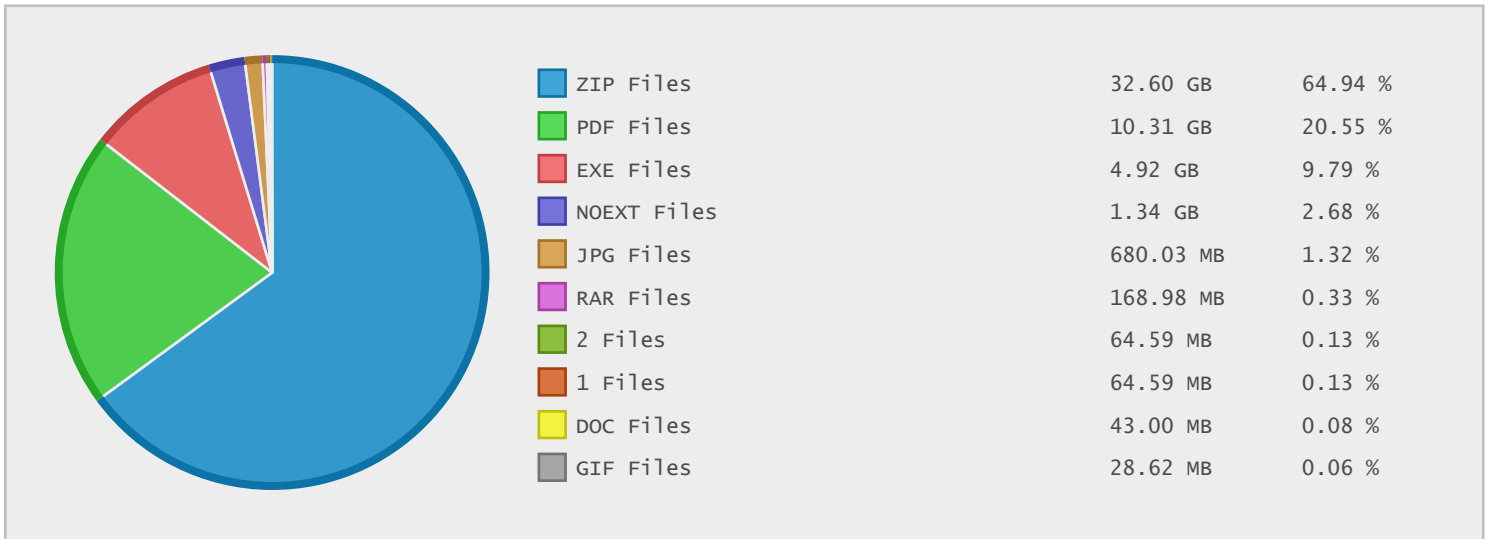 ZIP Files 32.60 GB 64.94 %
PDF Files 10.31 GB 20.55 %
EXE Files 4.92 GB 9.79 %
NOEXT Files 1.34 GB 2.68 %
JPG Files 680.03 MB 1.32 %
RAR Files 168.98 MB 0.33 %
2 Files 64.59 MB 0.13 %
1 Files 64.59 MB 0.13 %
DOC Files 43.00 MB 0.08 %
GIF Files 28.62 MB 0.06 %